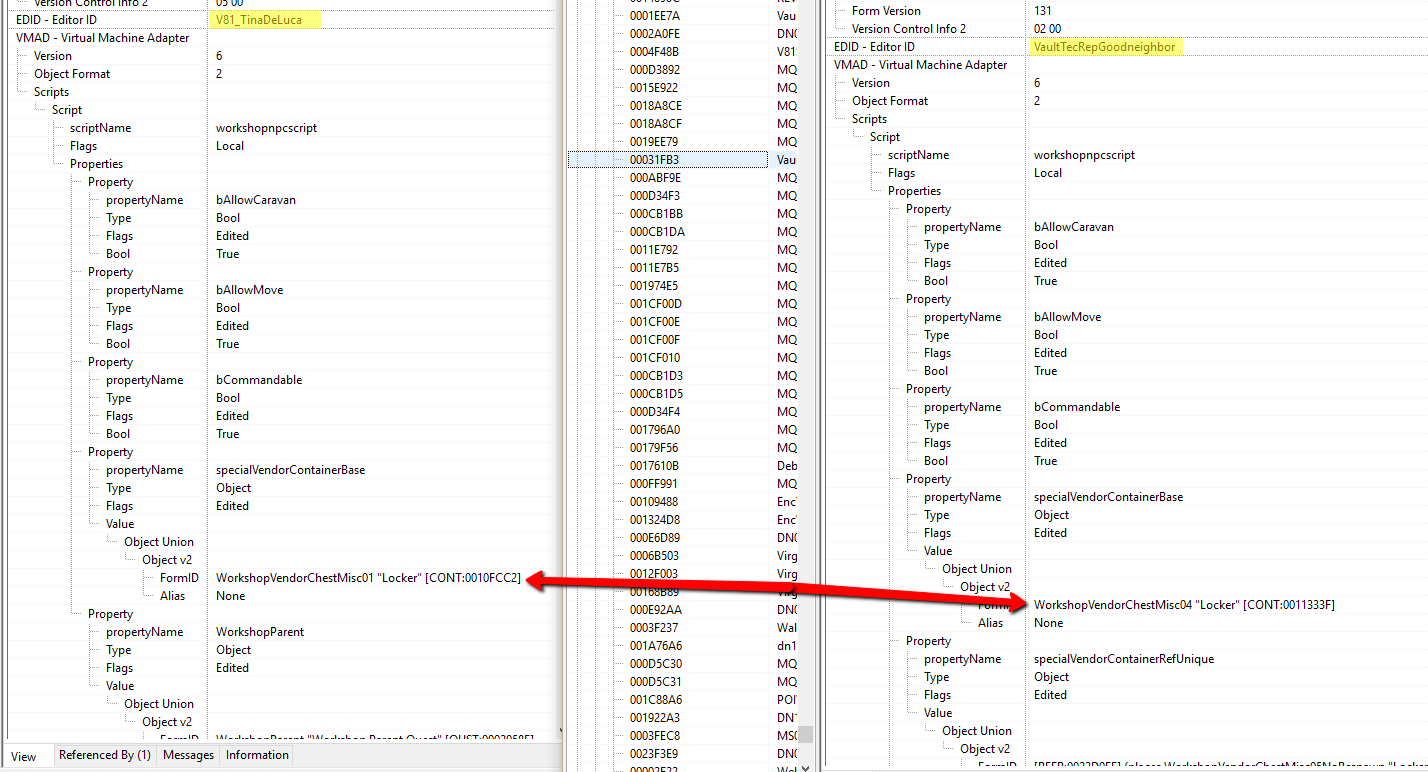 Version Control Info 2 05 00
EDID - Editor ID V81_TinaDeLuca
VMAD - Virtual Machine Adapter
Version 6
Object Format 2
Scripts
Script
scriptName workshopnpcscript
Flags Local
Properties
Property
propertyName bAllowCaravan
Type Bool
Flags Edited
Bool True
Property
propertyName bAllowMove
Type Bool
Flags Edited
Bool True
Property
propertyName bCommandable
Type Bool
Flags Edited
Bool True
Property
propertyName specialVendorContainerBase
Type Object
Flags Edited
Value
Object Union
Object v2
FormID WorkshopVendorChestMisc01 "Locker" [CONT:0010FCC2]
Alias None
Property
propertyName WorkshopParent
Type Object
Flags Edited
Value
Object Union
Object v2
View Referenced By (1) Messages Information
0001EE7A Vau
0002A0FE DN0
0004F48B V81
000D3892 MQ
0015E922 MQ
0018A8CE MQ
0018A8CF MQ
0019EE79 MQ
00031FB3 Vau
000ABF9E MQ
000D34F3 MQ
000CB1BB MQ
000CB1DA MQ
0011E792 MQ
0011E7B5 MQ
001974E5 MQ
001CF00D MQ
001CF00E MQ
001CF00F MQ
001CF010 MQ
000CB1D3 MQ
000CB1D5 MQ
000D34F4 MQ
001796A0 MQ
00179F56 MQ
0017610B Deb
000FF991 MQ
00109488 Enc
001324D8 Enc
000E6D89 DN0
0006B503 Virg
0012F003 Virg
00168B89 Virg
000E92AA DN0
0003F237 Wal
001A76A6 dn1
000D5C30 MQ
000D5C31 MQ
001C88A6 POI
001922A3 DN1
0003FEC8 MS0
0023F3E9 DN0
Form Version 131
Version Control Info 2 02 00
EDID - Editor ID VaultTecRepGoodneighbor
VMAD - Virtual Machine Adapter
Version 6
Object Format 2
Scripts
Script
scriptName workshopnpcscript
Flags Local
Properties
Property
propertyName bAllowCaravan
Type Bool
Flags Edited
Bool True
Property
propertyName bAllowMove
Type Bool
Flags Edited
Bool True
Property
propertyName bCommandable
Type Bool
Flags Edited
Bool True
Property
propertyName specialVendorContainerBase
Type Object
Flags Edited
Value
Object Union
Object v2
WorkshopVendorChestMisc04 "Locker" [CONT:0011333F]
Alias None
Property
propertyName specialVendorContainerRefUnique
Type Object
Flags Edited
Value
Object Union
Object v2